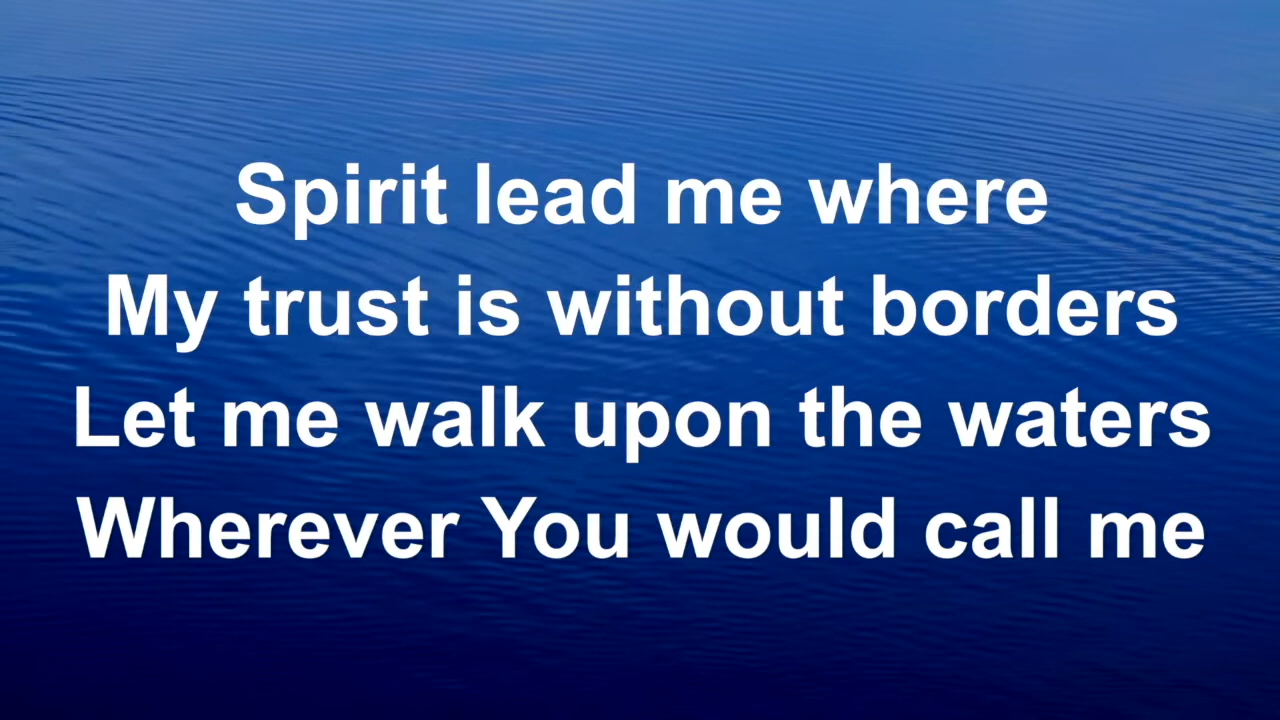 Spirit lead me where
My trust is without borders
Let me walk upon the waters
Wherever You would call me